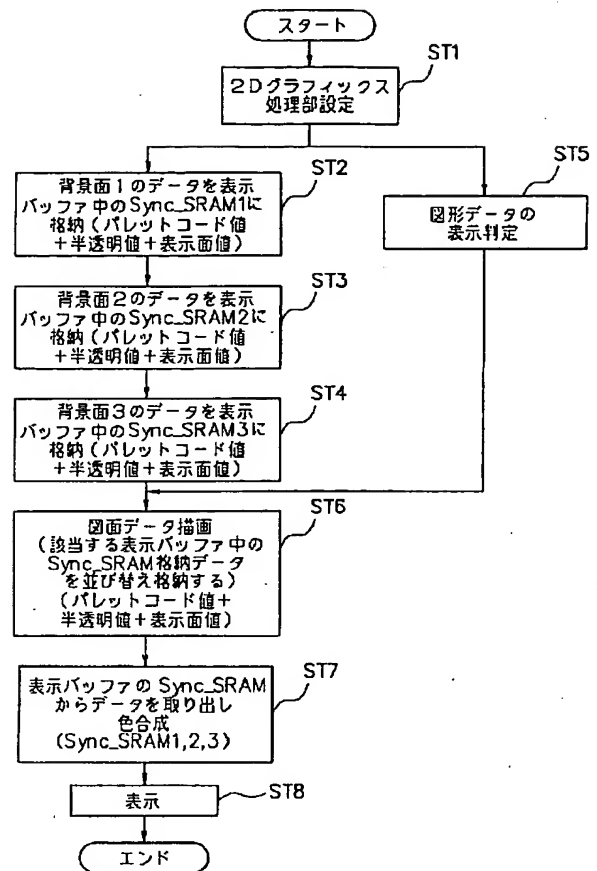 スタート
ST1
2Dグラフィックス
処理部設定
ST2
背景面1のデータを表示
バッファ中のSync_SRAM1に
格納(パレットコード値
+半透明値+表示面値)
ST5
図形データの
表示判定
ST3
背景面2のデータを表示
バッファ中のSync_SRAM2に
格納(パレットコード値
+半透明値+表示面値)
ST4
背景面3のデータを表示
バッファ中のSync_SRAM3に
格納(パレットコード値
+半透明値+表示面値)
ST6
図面データ描画
(該当する表示バッファ中の
Sync_SRAM格納データ
を並び替え格納する)
(パレットコード値+
半透明値+表示面値)
ST7
表示バッファの Sync_SRAM
からデータを取り出し
色合成
(Sync_SRAM1,2,3)
ST8
表示
エンド